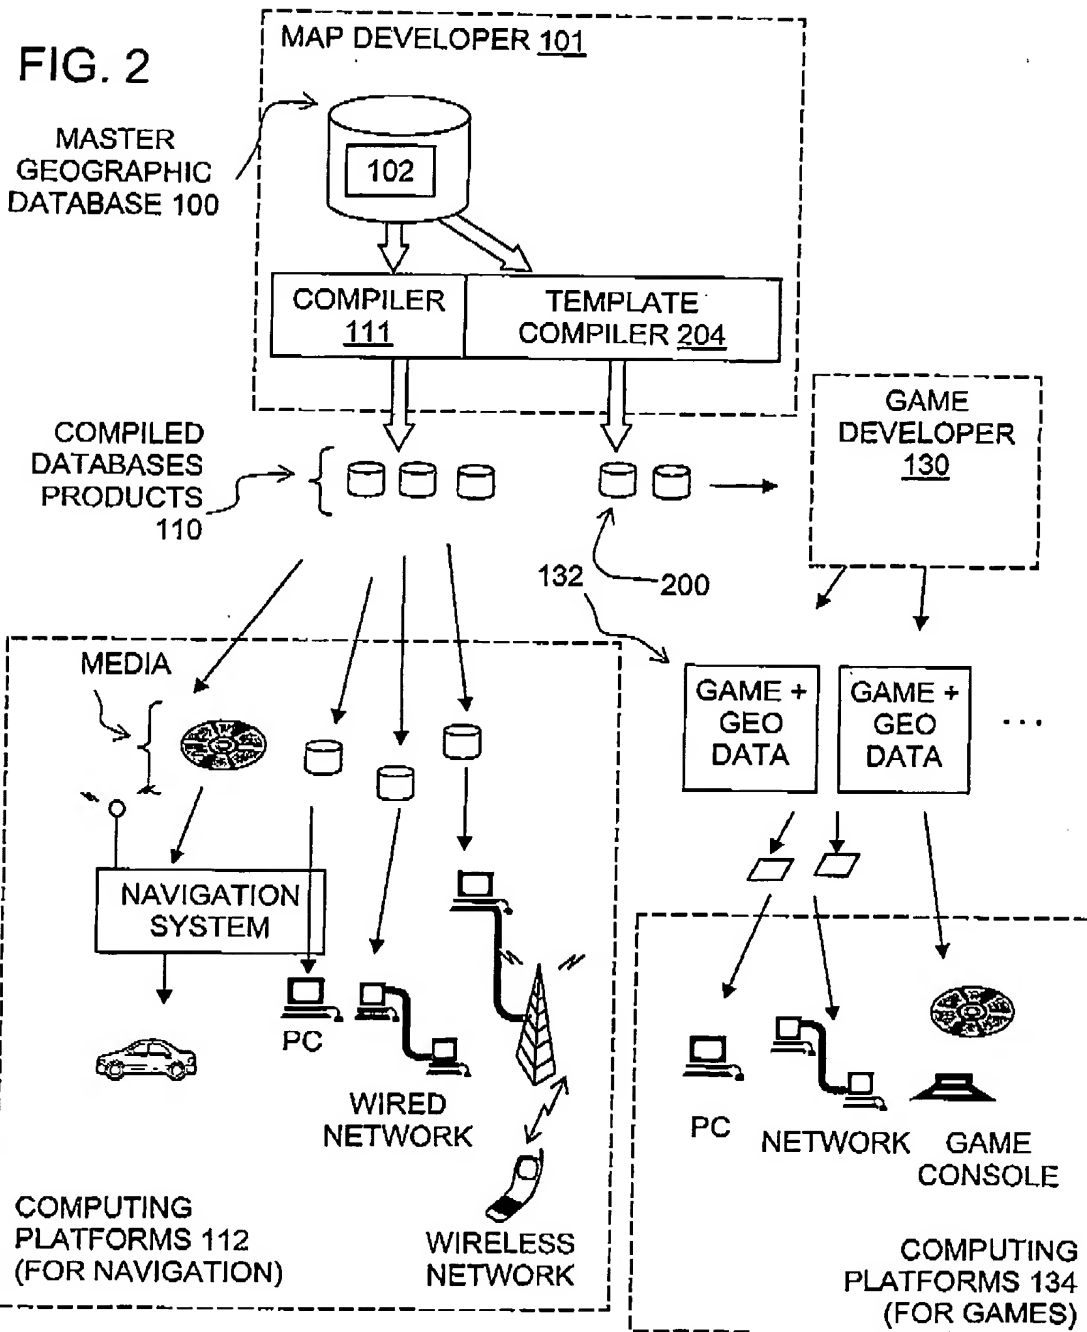 FIG. 2
MAP DEVELOPER 101
MASTER
GEOGRAPHIC
DATABASE 100
102
COMPILER
111
TEMPLATE
COMPILER 204
COMPILED
DATABASES
PRODUCTS
110
GAME
DEVELOPER
130
132
200
MEDIA
GAME +
GEO
DATA
GAME +
GEO
DATA
...
NAVIGATION
SYSTEM
PC
WIRED
NETWORK
WIRELESS
NETWORK
COMPUTING
PLATFORMS 112
(FOR NAVIGATION)
PC
NETWORK
GAME
CONSOLE
COMPUTING
PLATFORMS 134
(FOR GAMES)